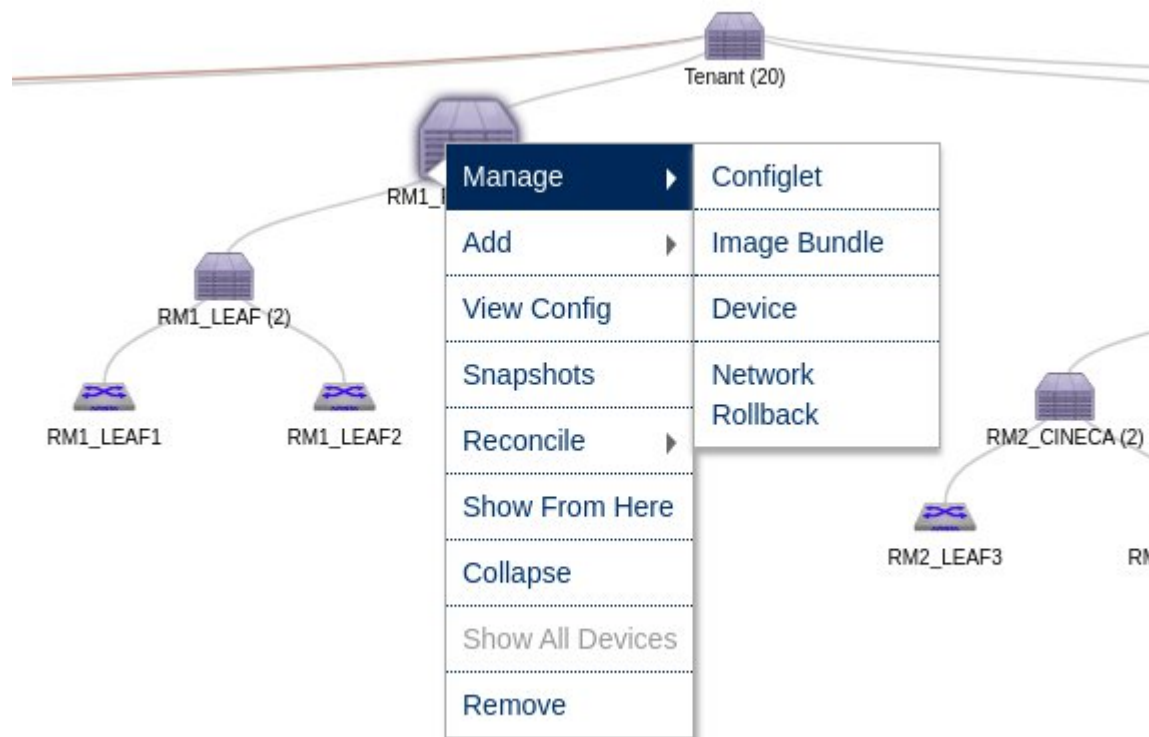 Tenant (20)
Manage
Configlet
Add
Image Bundle
View Config
Device
Snapshots
Network
Rollback
Reconcile
Show From Here
Collapse
Show All Devices
Remove
RM1_LEAF (2)
RM1_LEAF1
RM1_LEAF2
RM2_CINECA (2)
RM2_LEAF3